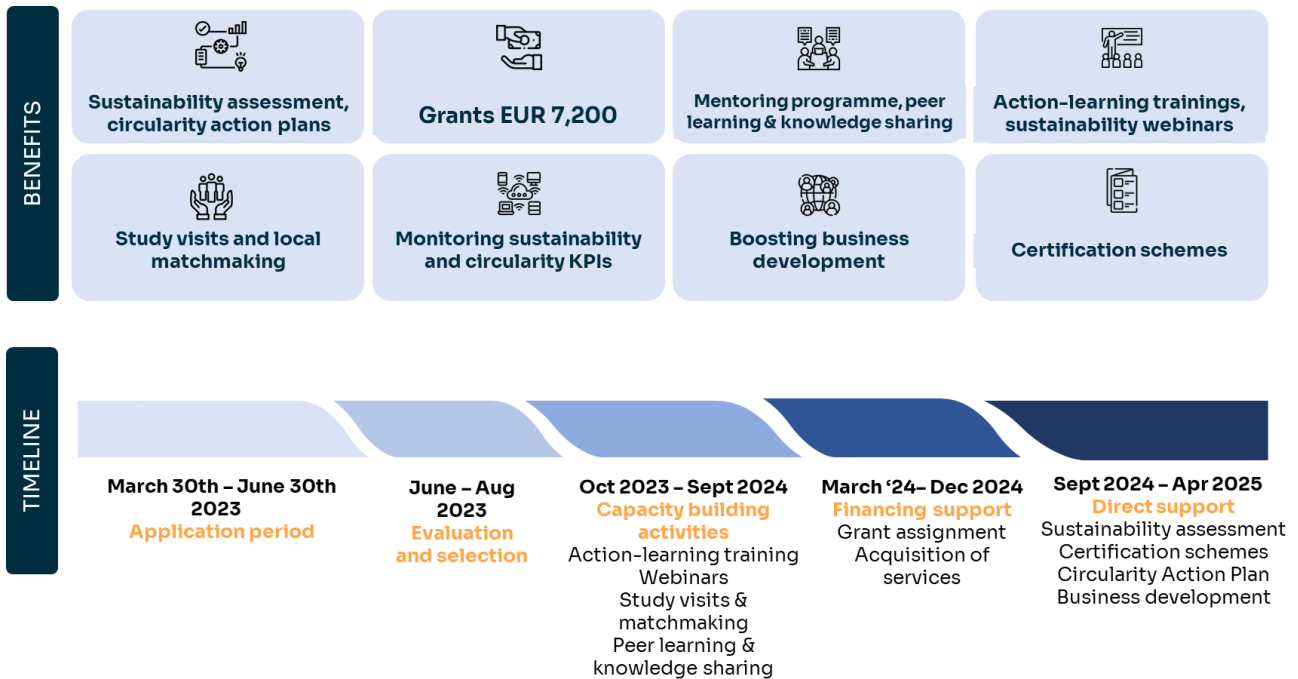 BENEFITS
Sustainability assessment,
circularity action plans
Grants EUR 7,200
Mentoring programme, peer
learning & knowledge sharing
Action-learning trainings,
sustainability webinars
Study visits and local
matchmaking
Monitoring sustainability
and circularity KPIs
Boosting business
development
Certification schemes
TIMELINE
March 30th – June 30th
2023
Application period
June – Aug
2023
Evaluation
and selection
Oct 2023 – Sept 2024
Capacity building
activities
Action-learning training
Webinars
Study visits &
matchmaking
Peer learning &
knowledge sharing
March ‘24– Dec 2024
Financing support
Grant assignment
Acquisition of
services
Sept 2024 – Apr 2025
Direct support
Sustainability assessment
Certification schemes
Circularity Action Plan
Business development